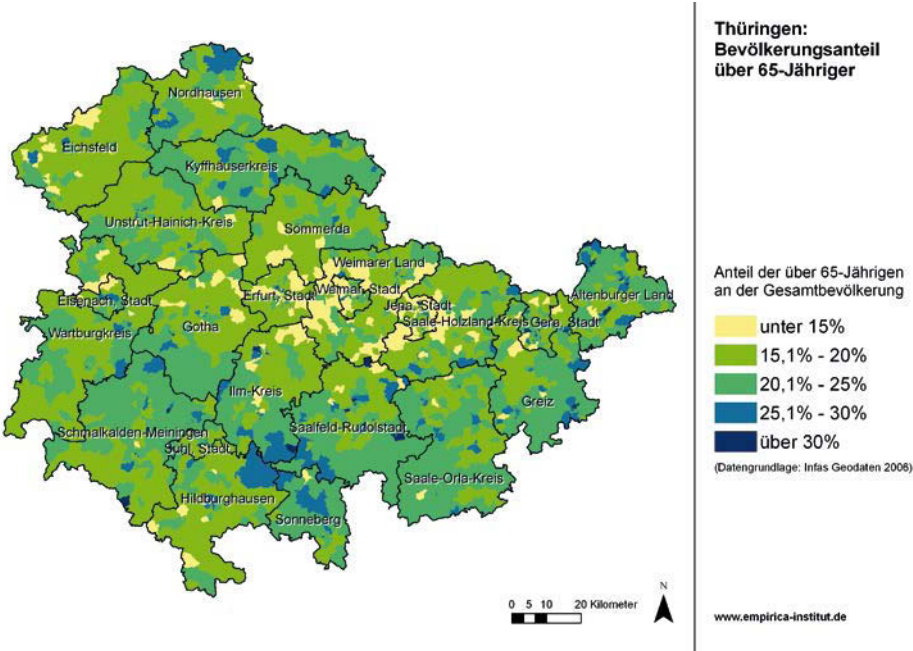 Thüringen:
Bevölkerungsanteil
über 65-Jähriger
Nordhausen
Eichsfeld
Kyffhäuserkreis
Unstrut-Hainich-Kreis
Sömmerda
Weimarer Land
Eisenach, Stadt
Erfurt, Stadt
Weimar, Stadt
Jena, Stadt
Altenburger Land
Wartburgkreis
Gotha
Saale-Holzland-Kreis
Gera, Stadt
Ilm-Kreis
Greiz
Schmalkalden-Meiningen
Saalfeld-Rudolstadt
Suhl, Stadt
Saale-Orla-Kreis
Hildburghausen
Sonneberg
Anteil der über 65-Jährigen
an der Gesamtbevölkerung
unter 15%
15,1% - 20%
20,1% - 25%
25,1% - 30%
über 30%
(Datengrundlage: Infas Geodaten 2006)
N
0 5 10 20 Kilometer
www.empirica-institut.de